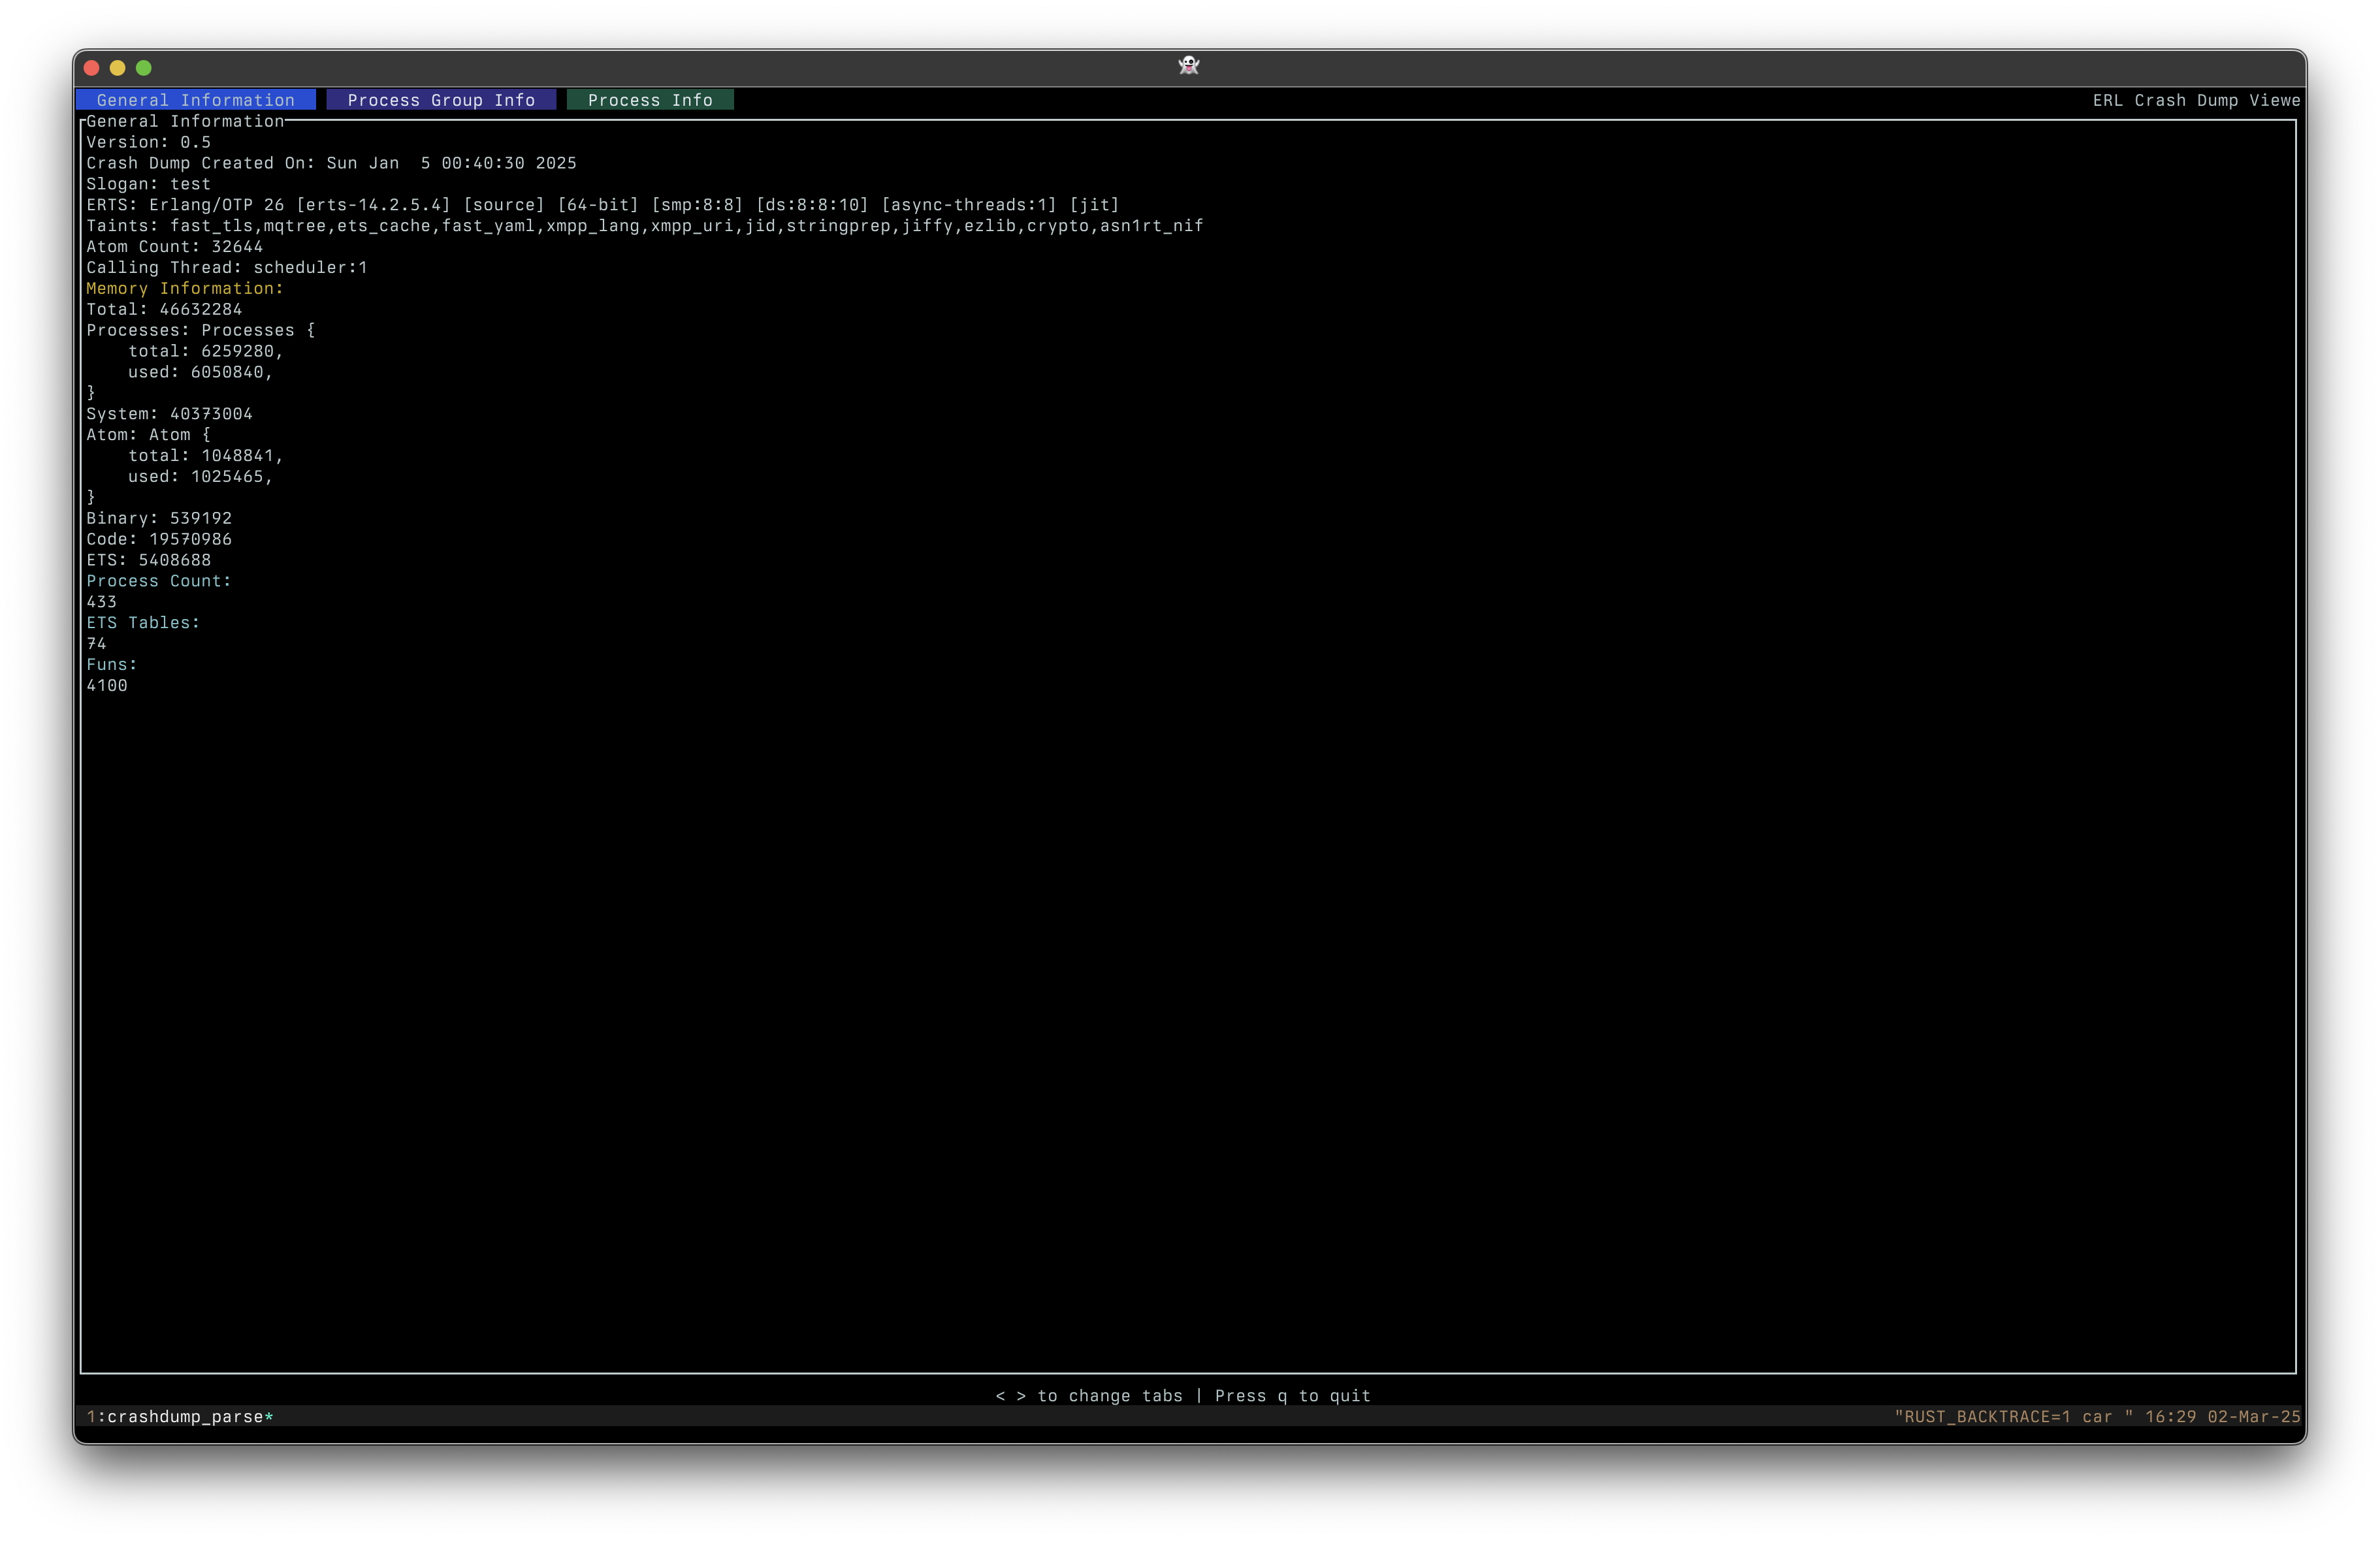 General Information Process Group Info Process Info ERL Crash Dump Viewe
General Information
Version: 0.5
Crash Dump Created On: Sun Jan  5 00:40:30 2025
Slogan: test
ERTS: Erlang/OTP 26 [erts-14.2.5.4] [source] [64-bit] [smp:8:8] [ds:8:8:10] [async-threads:1] [jit]
Taints: fast_tls,mqtree,ets_cache,fast_yaml,xmpp_lang,xmpp_uri,jid,stringprep,jiffy,ezlib,crypto,asn1rt_nif
Atom Count: 32644
Calling Thread: scheduler:1
Memory Information:
Total: 46632284
Processes: Processes {
    total: 6259280,
    used: 6050840,
}
System: 40373004
Atom: Atom {
    total: 1048841,
    used: 1025465,
}
Binary: 539192
Code: 19570986
ETS: 5408688
Process Count:
433
ETS Tables:
74
Funs:
4100
< > to change tabs | Press q to quit
1:crashdump_parse* "RUST_BACKTRACE=1 car " 16:29 02-Mar-25